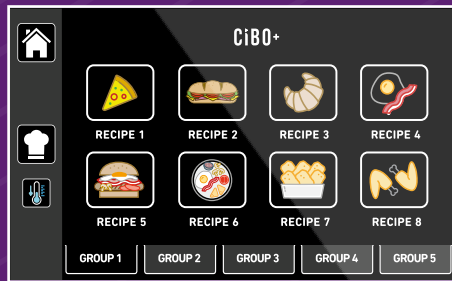 CiBO+
RECIPE 1 RECIPE 2 RECIPE 3 RECIPE 4
RECIPE 5 RECIPE 6 RECIPE 7 RECIPE 8
GROUP 1 GROUP 2 GROUP 3 GROUP 4 GROUP 5